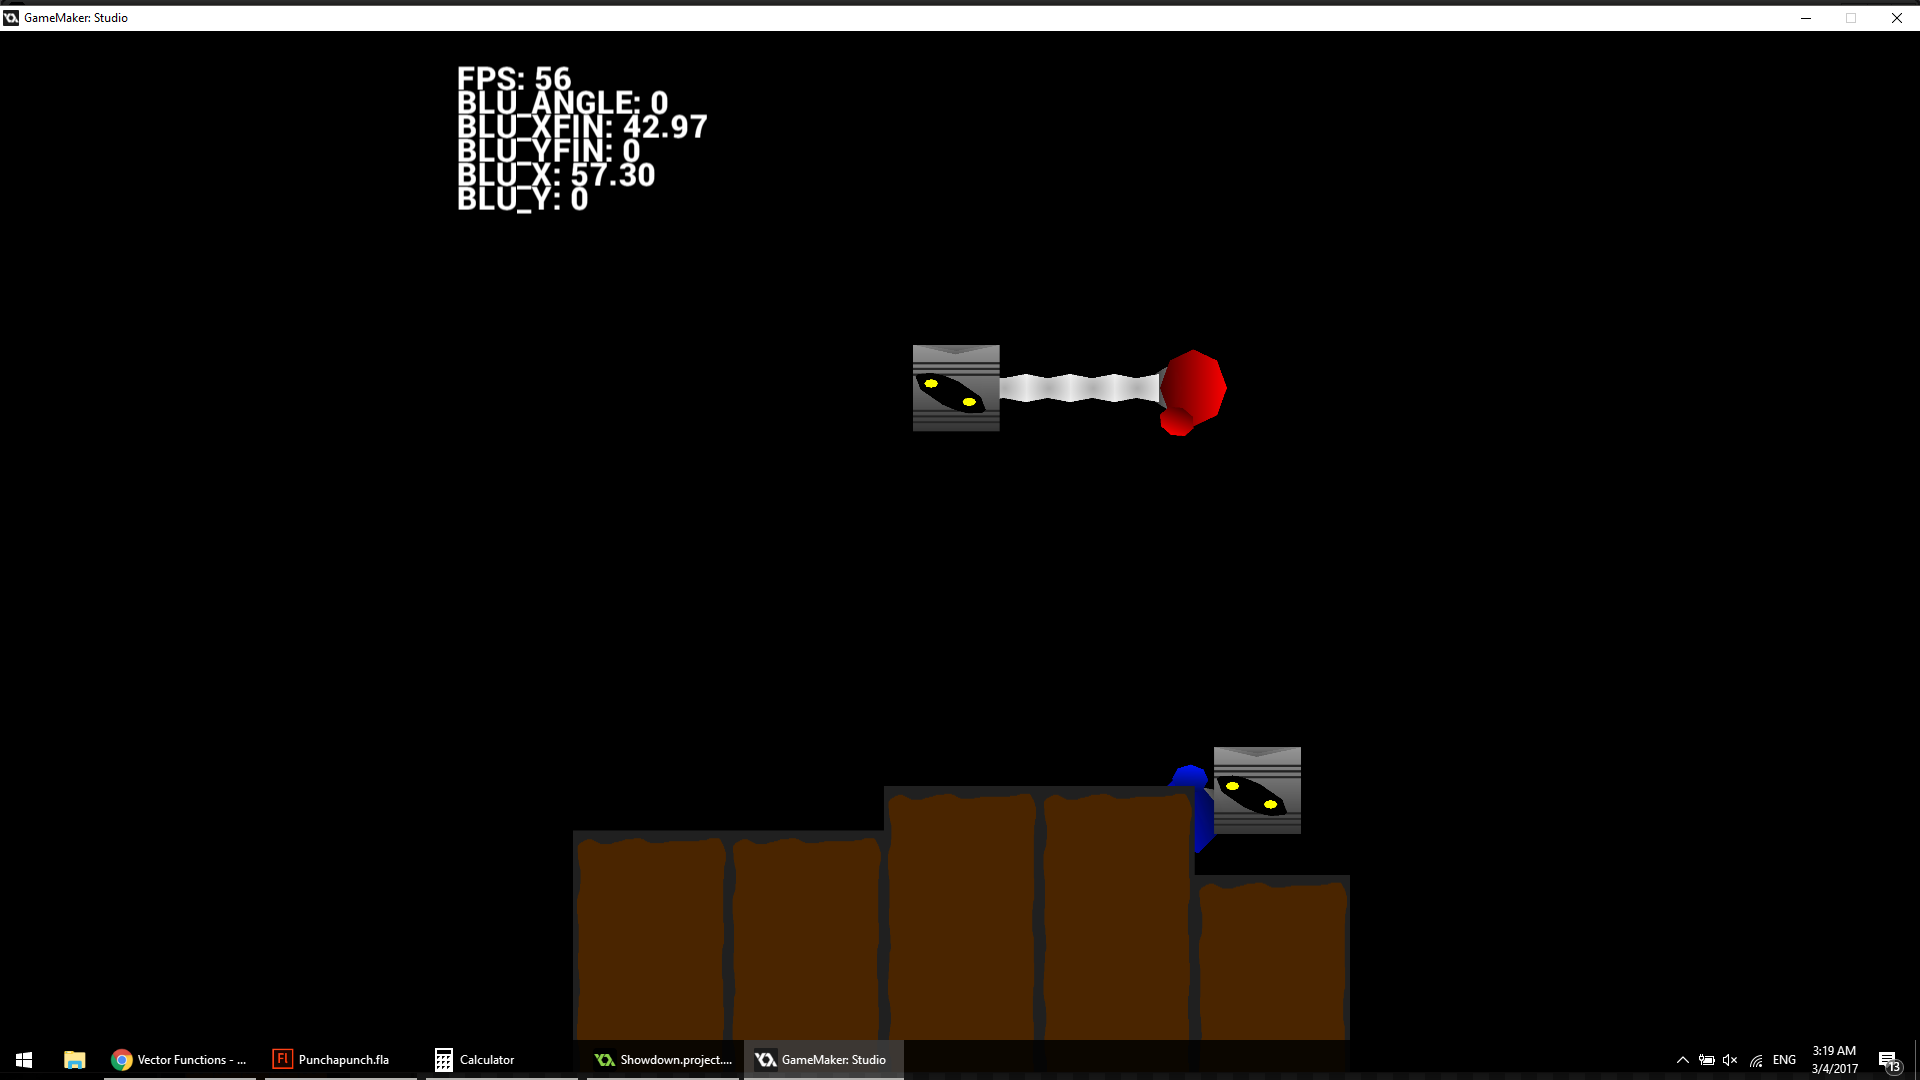 GameMaker: Studio
FPS: 56
BLU_ANGLE: 0
BLU_XFIN: 42.97
BLU_YFIN: 0
BLU_X: 57.30
BLU_Y: 0
Vector Functions - ...
Fl
Punchapunch.fla
Calculator
Showdown.project....
GameMaker: Studio
ENG
3:19 AM
3/4/2017
13